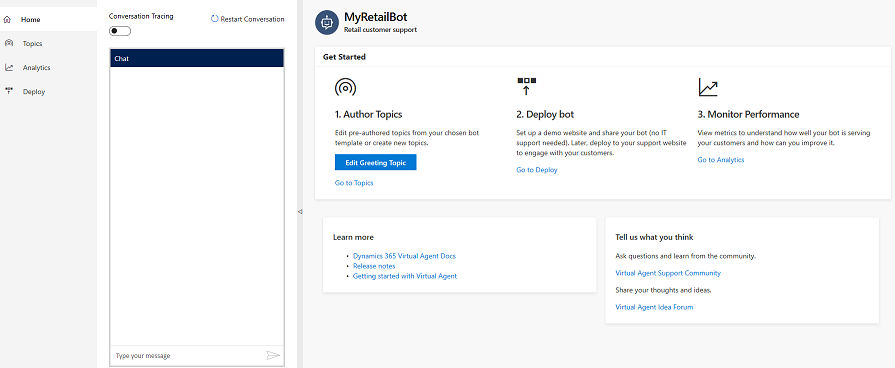 Home
Topics
Analytics
Deploy
Conversation Tracing
Restart Conversation
Chat
Type your message
MyRetailBot
Retail customer support
Get Started
1. Author Topics
Edit pre-authored topics from your chosen bot
template or create new topics.
Edit Greeting Topic
Go to Topics
2. Deploy bot
Set up a demo website and share your bot (no IT
support needed). Later, deploy to your support website
to engage with your customers.
Go to Deploy
3. Monitor Performance
View metrics to understand how well your bot is serving
your customers and how can you improve it.
Go to Analytics
Learn more
Dynamics 365 Virtual Agent Docs
Release notes
Getting started with Virtual Agent
Tell us what you think
Ask questions and learn from the community.
Virtual Agent Support Community
Share your thoughts and ideas.
Virtual Agent Idea Forum